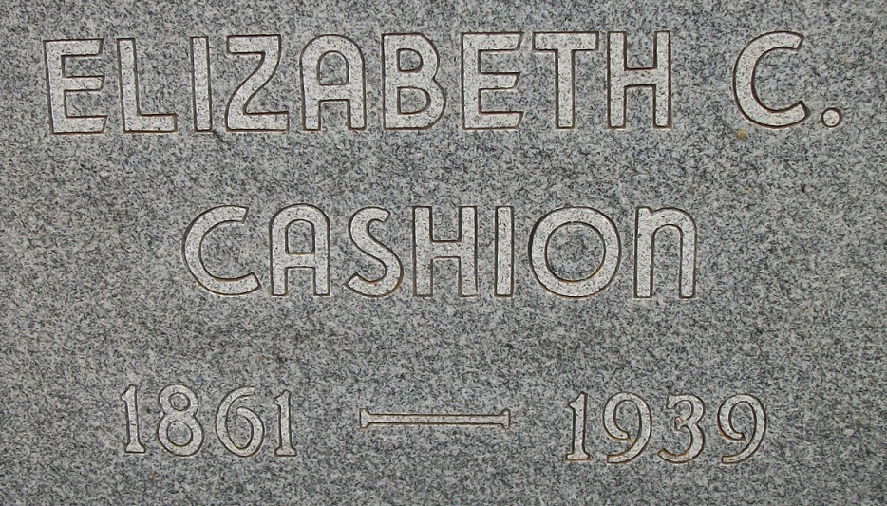 ELIZABETH C.
CASHION
1861 — 1939